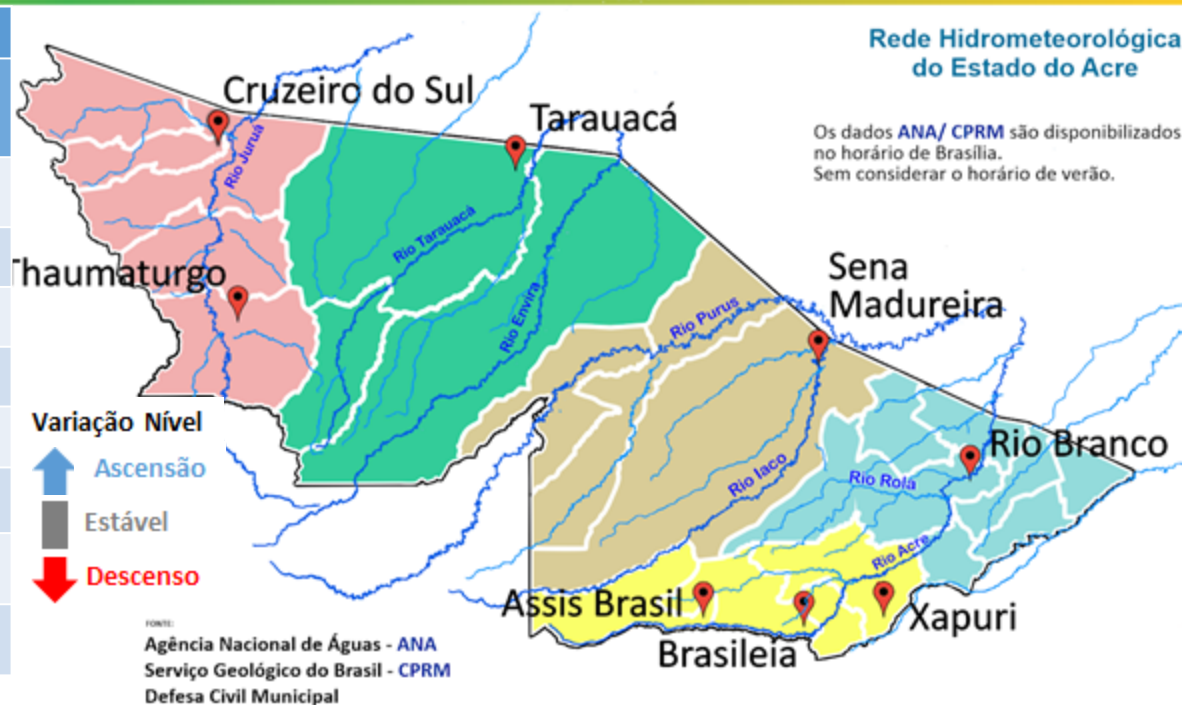 Rede Hidrometeorológica
do Estado do Acre
Os dados ANA/ CPRM são disponibilizados
no horário de Brasília.
Sem considerar o horário de verão.
Cruzeiro do Sul
Tarauacá
Rio Juruá
Rio Tarauacá
Thaumaturgo
Rio Envira
Sena
Madureira
Rio Purus
Variação Nível
Ascensão
Estável
Descenso
Rio Branco
Rio Iaco
Rio Rola
Rio Acre
Assis Brasil
Xapuri
Brasileia
FONTE:
Agência Nacional de Águas - ANA
Serviço Geológico do Brasil - CPRM
Defesa Civil Municipal